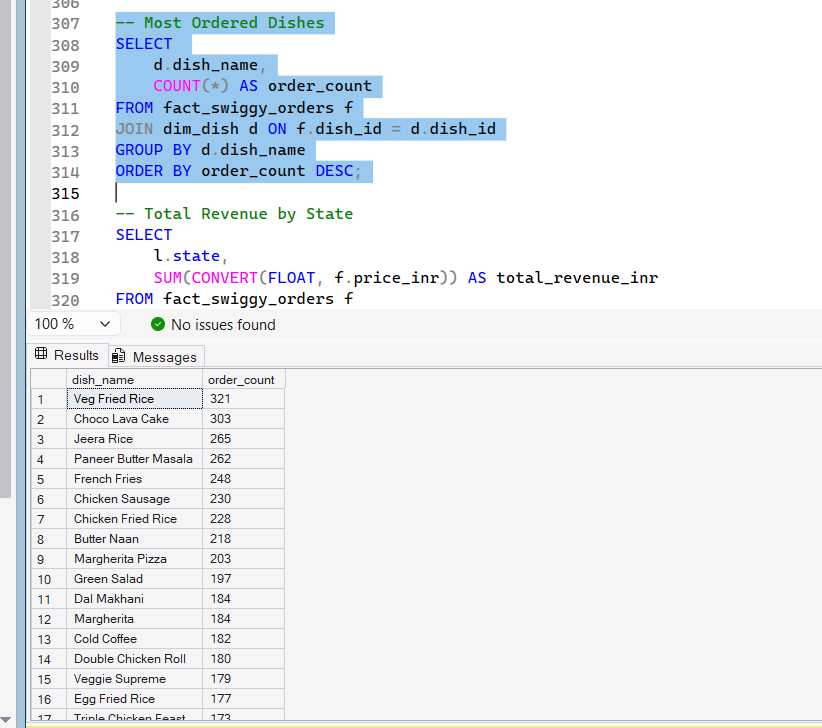 306
307 -- Most Ordered Dishes
308 SELECT
309 d.dish_name,
310 COUNT(*) AS order_count
311 FROM fact_swiggy_orders f
312 JOIN dim_dish d ON f.dish_id = d.dish_id
313 GROUP BY d.dish_name
314 ORDER BY order_count DESC;
315
316 -- Total Revenue by State
317 SELECT
318 l.state,
319 SUM(CONVERT(FLOAT, f.price_inr)) AS total_revenue_inr
320 FROM fact_swiggy_orders f
100 % No issues found
Results Messages
dish_name order_count
1 Veg Fried Rice 321
2 Choco Lava Cake 303
3 Jeera Rice 265
4 Paneer Butter Masala 262
5 French Fries 248
6 Chicken Sausage 230
7 Chicken Fried Rice 228
8 Butter Naan 218
9 Margherita Pizza 203
10 Green Salad 197
11 Dal Makhani 184
12 Margherita 184
13 Cold Coffee 182
14 Double Chicken Roll 180
15 Veggie Supreme 179
16 Egg Fried Rice 177
17 Triple Chicken Feast 173